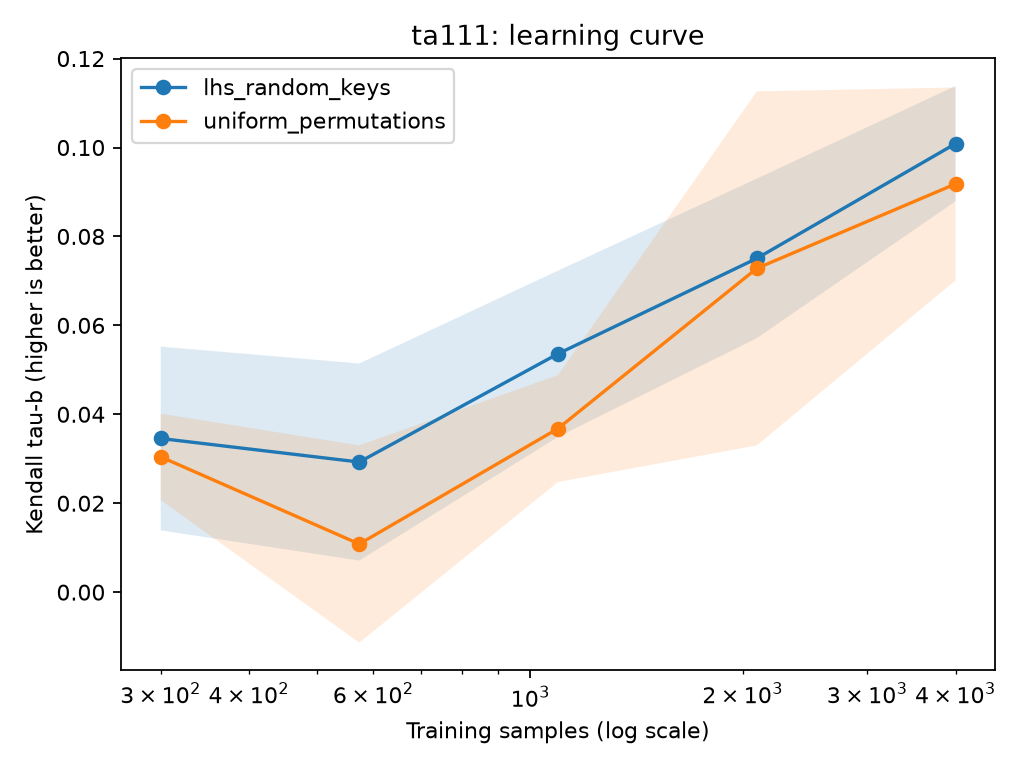 ta111: learning curve
lhs_random_keys
uniform_permutations
Kendall tau-b (higher is better)
0.12
0.10
0.08
0.06
0.04
0.02
0.00
3 × 10² 4 × 10² 6 × 10² 10³ 2 × 10³ 3 × 10³ 4 × 10³
Training samples (log scale)